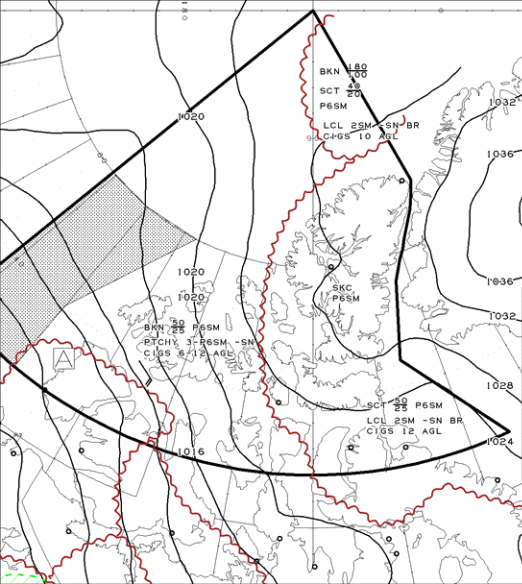 BKN 180
100
SCT 40
20
P6SM
LCL 2SM -SN BR
CIGS 10 AGL
1032
1020
1036
1020
SKC
P6SM
1036
1020
1032
BKN 50 P6SM
25
PTCHY 3-P6SM -SN
CIGS 6-12 AGL
A
1028
SCT 50 P6SM
25
LCL 2SM -SN BR
CIGS 12 AGL
1024
1016